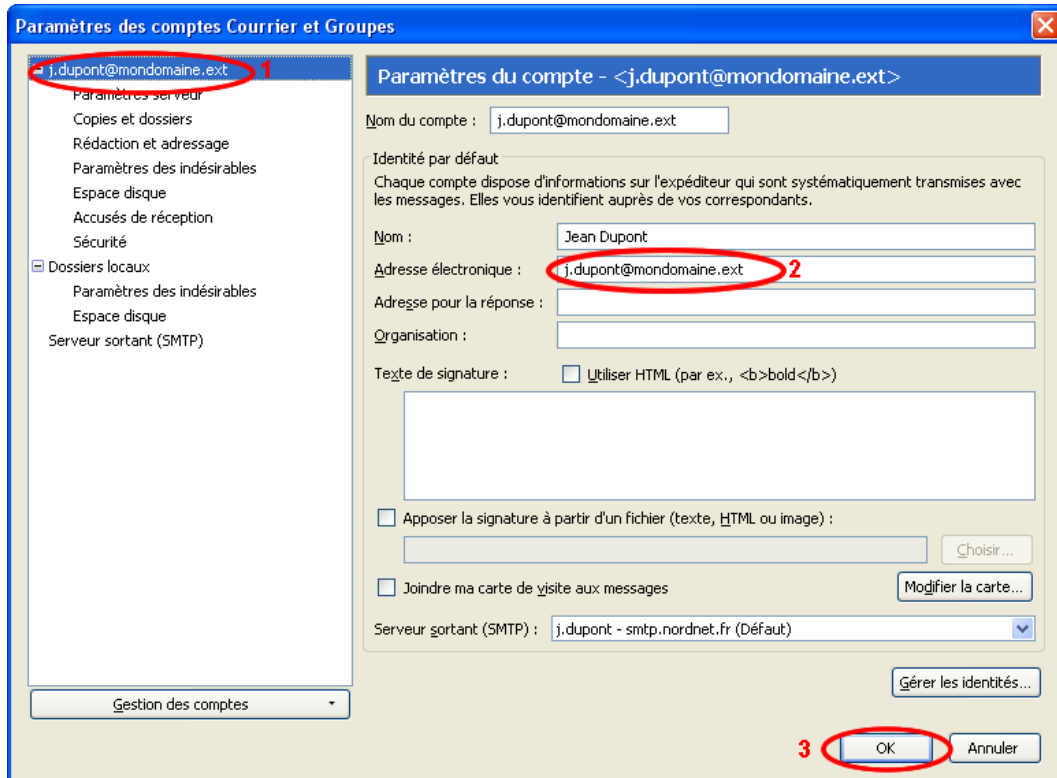 Paramètres des comptes Courrier et Groupes
j.dupont@mondomaine.ext 1
Paramètres serveur
Copies et dossiers
Rédaction et adressage
Paramètres des indésirables
Espace disque
Accusés de réception
Sécurité
Dossiers locaux
Paramètres des indésirables
Espace disque
Serveur sortant (SMTP)
Gestion des comptes
Paramètres du compte - <j.dupont@mondomaine.ext>
Nom du compte : j.dupont@mondomaine.ext
Identité par défaut
Chaque compte dispose d'informations sur l'expéditeur qui sont systématiquement transmises avec
les messages. Elles vous identifient auprès de vos correspondants.
Nom : Jean Dupont
Adresse électronique : j.dupont@mondomaine.ext 2
Adresse pour la réponse :
Organisation :
Texte de signature : Utiliser HTML (par ex., <b>bold</b>)
Apposer la signature à partir d'un fichier (texte, HTML ou image) :
Choisir...
Joindre ma carte de visite aux messages Modifier la carte...
Serveur sortant (SMTP) : j.dupont - smtp.nordnet.fr (Défaut)
Gérer les identités...
3 OK Annuler